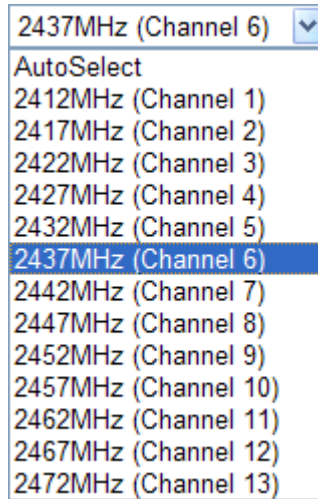 2437MHz (Channel 6)
AutoSelect
2412MHz (Channel 1)
2417MHz (Channel 2)
2422MHz (Channel 3)
2427MHz (Channel 4)
2432MHz (Channel 5)
2437MHz (Channel 6)
2442MHz (Channel 7)
2447MHz (Channel 8)
2452MHz (Channel 9)
2457MHz (Channel 10)
2462MHz (Channel 11)
2467MHz (Channel 12)
2472MHz (Channel 13)